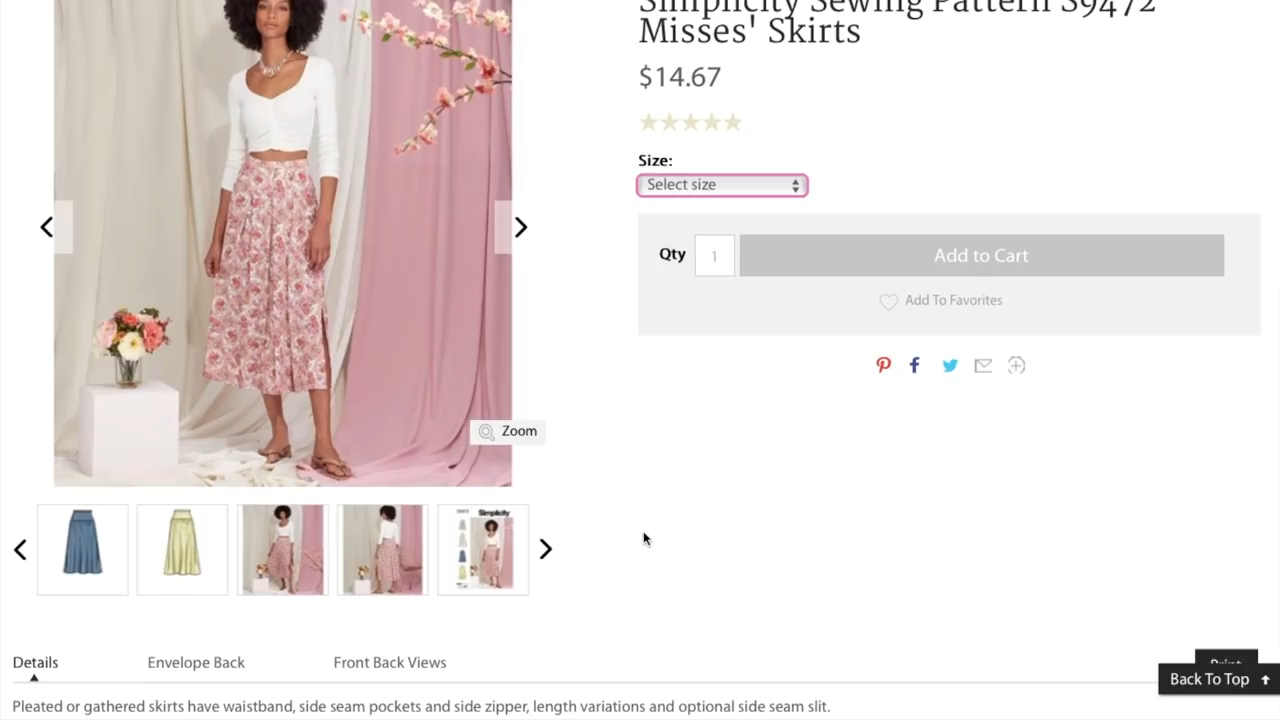 Simplicity Sewing Pattern S9472
Misses' Skirts
$14.67
Size:
Select size
Qty
1
Add to Cart
Add To Favorites
Zoom
Simplicity
Details
Envelope Back
Front Back Views
Print
Back To Top
Pleated or gathered skirts have waistband, side seam pockets and side zipper, length variations and optional side seam slit.